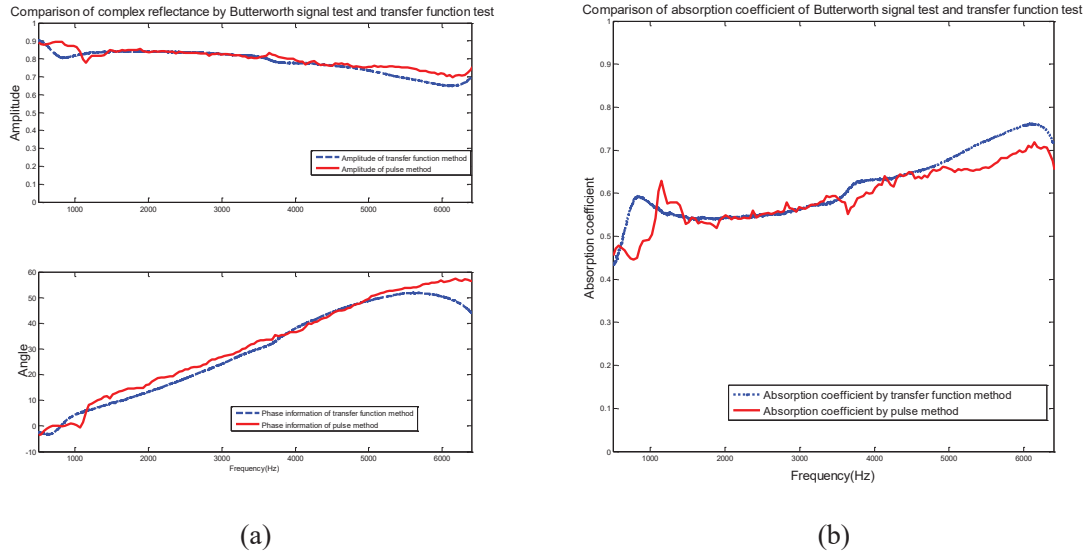 Comparison of complex reflectance by Butterworth signal test and transfer function test
1
0.9
0.8
0.7
0.6
0.5
0.4
0.3
0.2
0.1
0
Amplitude
Amplitude of transfer function method
Amplitude of pulse method
1000 2000 3000 4000 5000 6000
60
50
40
30
20
10
0
-10
Angle
Phase information of transfer function method
Phase information of pulse method
1000 2000 3000 4000 5000 6000
Frequency(Hz)
(a)
Comparison of absorption coefficient of Butterworth signal test and transfer function test
1
0.9
0.8
0.7
0.6
0.5
0.4
0.3
0.2
0.1
0
Absorption coefficient
Absorption coefficient by transfer function method
Absorption coefficient by pulse method
1000 2000 3000 4000 5000 6000
Frequency(Hz)
(b)